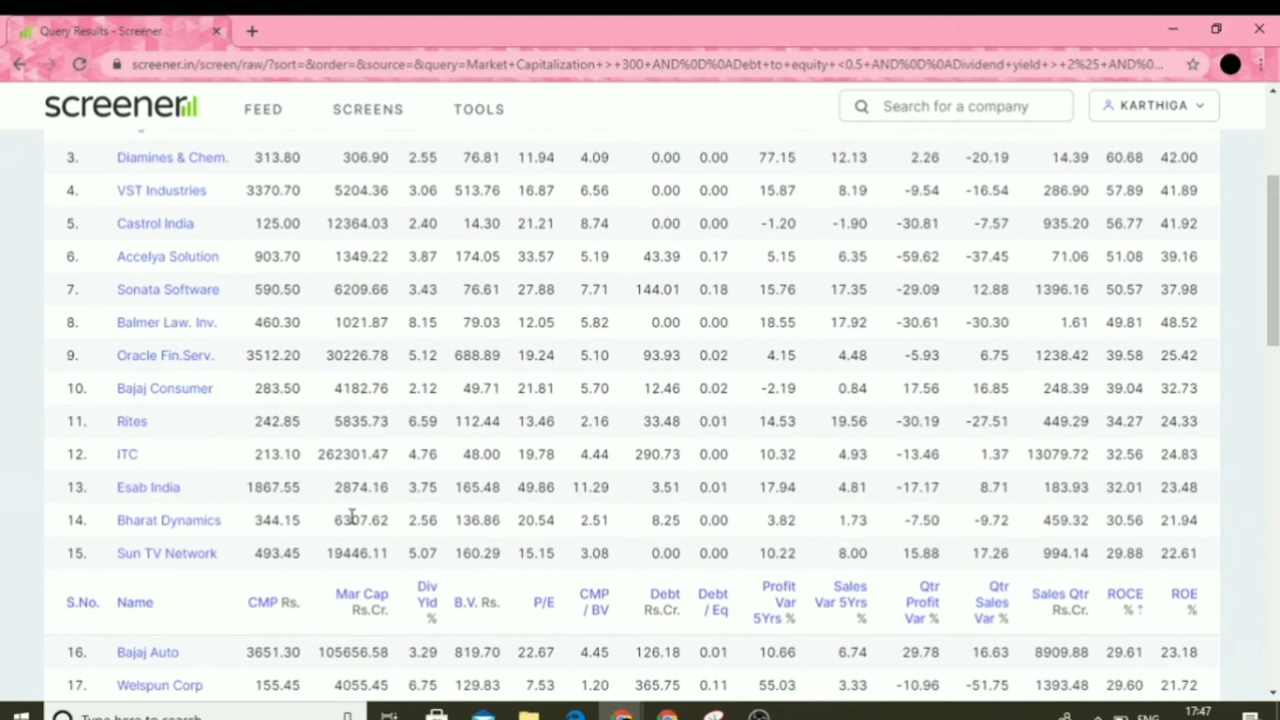 Query Results - Screener
screener.in/screen/raw/?sort=&order=&source=&query=Market+Capitalization+>+300+AND%0D%0ADebt+to+equity+<0.5+AND%0D%0ADividend+yield+>+2%25+AND%0...
screener FEED SCREENS TOOLS Search for a company KARTHIGA
3. Diamines & Chem. 313.80 306.90 2.55 76.81 11.94 4.09 0.00 0.00 77.15 12.13 2.26 -20.19 14.39 60.68 42.00
4. VST Industries 3370.70 5204.36 3.06 513.76 16.87 6.56 0.00 0.00 15.87 8.19 -9.54 -16.54 286.90 57.89 41.89
5. Castrol India 125.00 12364.03 2.40 14.30 21.21 8.74 0.00 0.00 -1.20 -1.90 -30.81 -7.57 935.20 56.77 41.92
6. Accelya Solution 903.70 1349.22 3.87 174.05 33.57 5.19 43.39 0.17 5.15 6.35 -59.62 -37.45 71.06 51.08 39.16
7. Sonata Software 590.50 6209.66 3.43 76.61 27.88 7.71 144.01 0.18 15.76 17.35 -29.09 12.88 1396.16 50.57 37.98
8. Balmer Law. Inv. 460.30 1021.87 8.15 79.03 12.05 5.82 0.00 0.00 18.55 17.92 -30.61 -30.30 1.61 49.81 48.52
9. Oracle Fin.Serv. 3512.20 30226.78 5.12 688.89 19.24 5.10 93.93 0.02 4.15 4.48 -5.93 6.75 1238.42 39.58 25.42
10. Bajaj Consumer 283.50 4182.76 2.12 49.71 21.81 5.70 12.46 0.02 -2.19 0.84 17.56 16.85 248.39 39.04 32.73
11. Rites 242.85 5835.73 6.59 112.44 13.46 2.16 33.48 0.01 14.53 19.56 -30.19 -27.51 449.29 34.27 24.33
12. ITC 213.10 262301.47 4.76 48.00 19.78 4.44 290.73 0.00 10.32 4.93 -13.46 1.37 13079.72 32.56 24.83
13. Esab India 1867.55 2874.16 3.75 165.48 49.86 11.29 3.51 0.01 17.94 4.81 -17.17 8.71 183.93 32.01 23.48
14. Bharat Dynamics 344.15 6307.62 2.56 136.86 20.54 2.51 8.25 0.00 3.82 1.73 -7.50 -9.72 459.32 30.56 21.94
15. Sun TV Network 493.45 19446.11 5.07 160.29 15.15 3.08 0.00 0.00 10.22 8.00 15.88 17.26 994.14 29.88 22.61
S.No. Name CMP Rs. Mar Cap Rs.Cr. Div Yld % B.V. Rs. P/E CMP / BV Debt Rs.Cr. Debt / Eq Profit Var 5Yrs % Sales Var 5Yrs % Qtr Profit Var % Qtr Sales Var % Sales Qtr Rs.Cr. ROCE % ↑ ROE %
16. Bajaj Auto 3651.30 105656.58 3.29 819.70 22.67 4.45 126.18 0.01 10.66 6.74 29.78 16.63 8909.88 29.61 23.18
17. Welspun Corp 155.45 4055.45 6.75 129.83 7.53 1.20 365.75 0.11 55.03 3.33 -10.96 -51.75 1393.48 29.60 21.72
Type here to search 17:47